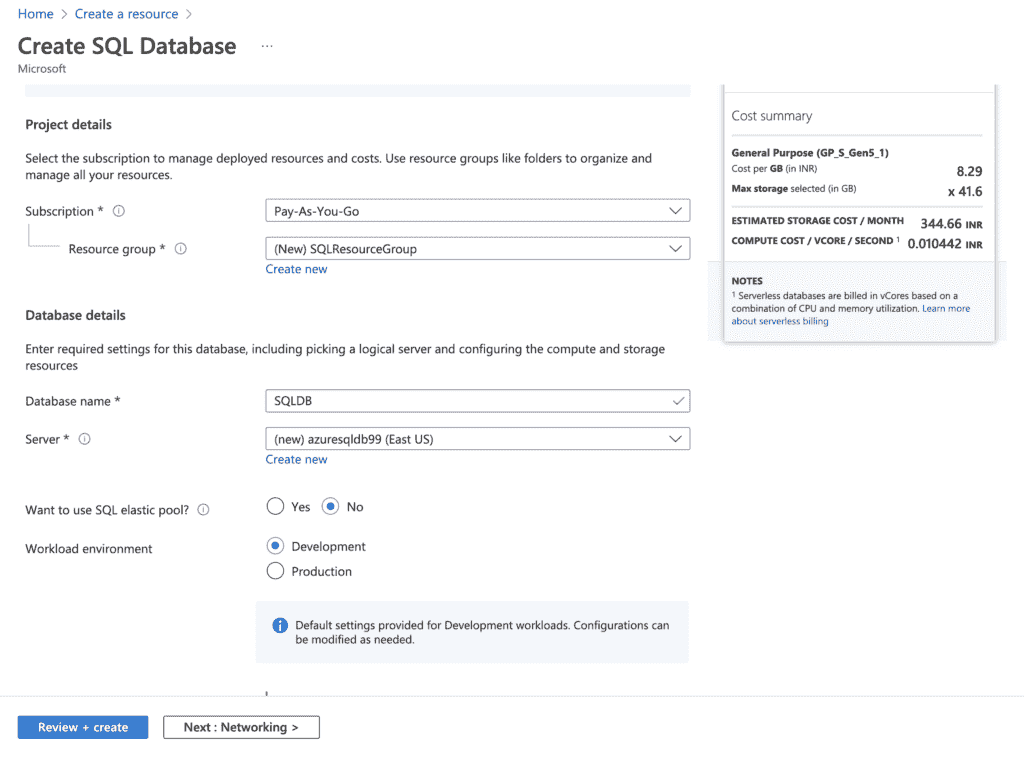 Home > Create a resource >
Create SQL Database ...
Microsoft
Project details
Select the subscription to manage deployed resources and costs. Use resource groups like folders to organize and
manage all your resources.
Subscription *
Pay-As-You-Go
Resource group *
(New) SQLResourceGroup
Create new
Database details
Enter required settings for this database, including picking a logical server and configuring the compute and storage
resources
Database name *
SQLDB
Server *
(new) azuresqldb99 (East US)
Create new
Want to use SQL elastic pool?
Yes No
Workload environment
Development
Production
Default settings provided for Development workloads. Configurations can
be modified as needed.
Review + create
Next : Networking >
Cost summary
General Purpose (GP_S_Gen5_1)
Cost per GB (in INR) 8.29
Max storage selected (in GB) x 41.6
ESTIMATED STORAGE COST / MONTH 344.66 INR
COMPUTE COST / VCORE / SECOND ¹ 0.010442 INR
NOTES
¹ Serverless databases are billed in vCores based on a
combination of CPU and memory utilization. Learn more
about serverless billing